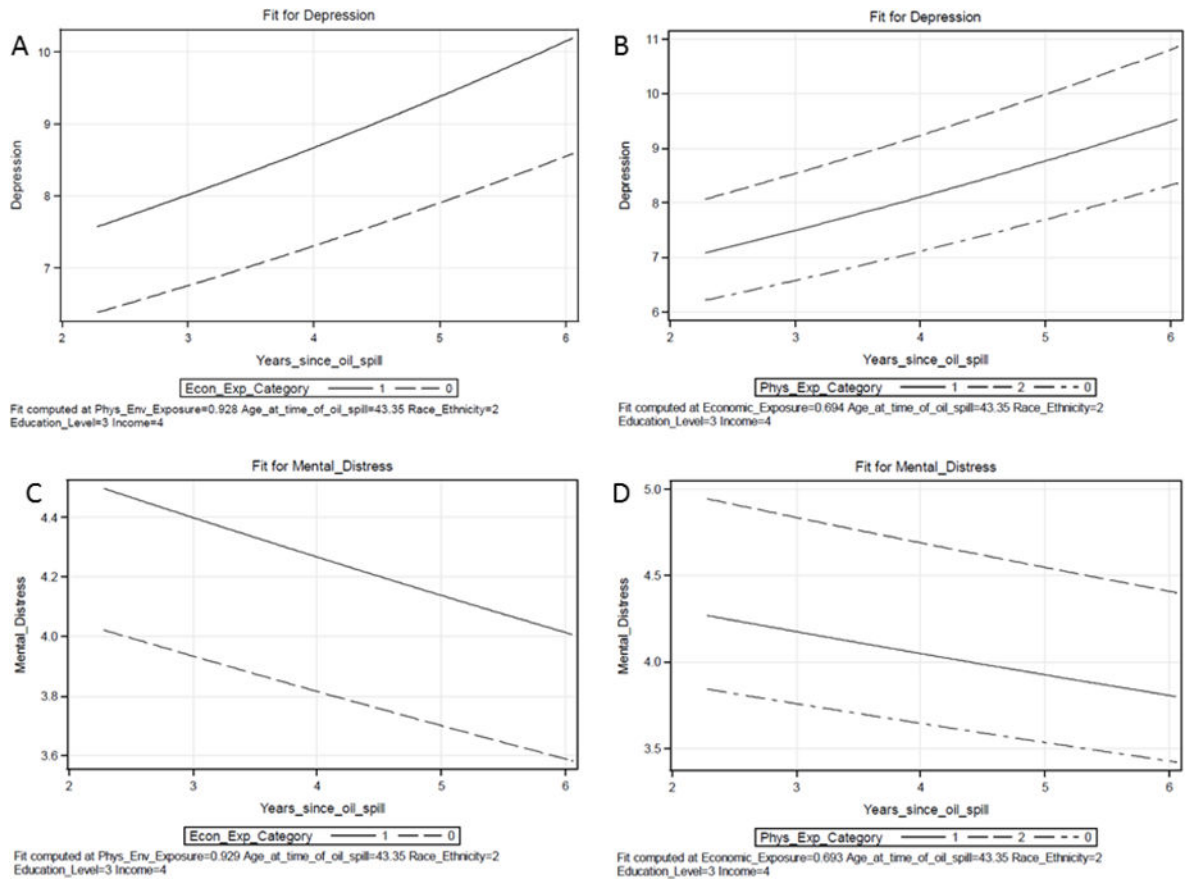 A
Fit for Depression
10
9
8
7
Depression
2 3 4 5 6
Years_since_oil_spill
Econ_Exp_Category 1 0
Fit computed at Phys_Env_Exposure=0.928 Age_at_time_of_oil_spill=43.35 Race_Ethnicity=2
Education_Level=3 Income=4
B
Fit for Depression
11
10
9
8
7
6
Depression
2 3 4 5 6
Years_since_oil_spill
Phys_Exp_Category 1 2 0
Fit computed at Economic_Exposure=0.694 Age_at_time_of_oil_spill=43.35 Race_Ethnicity=2
Education_Level=3 Income=4
C
Fit for Mental_Distress
4.4
4.2
4.0
3.8
3.6
Mental_Distress
2 3 4 5 6
Years_since_oil_spill
Econ_Exp_Category 1 0
Fit computed at Phys_Env_Exposure=0.929 Age_at_time_of_oil_spill=43.35 Race_Ethnicity=2
Education_Level=3 Income=4
D
Fit for Mental_Distress
5.0
4.5
4.0
3.5
Mental_Distress
2 3 4 5 6
Years_since_oil_spill
Phys_Exp_Category 1 2 0
Fit computed at Economic_Exposure=0.693 Age_at_time_of_oil_spill=43.35 Race_Ethnicity=2
Education_Level=3 Income=4